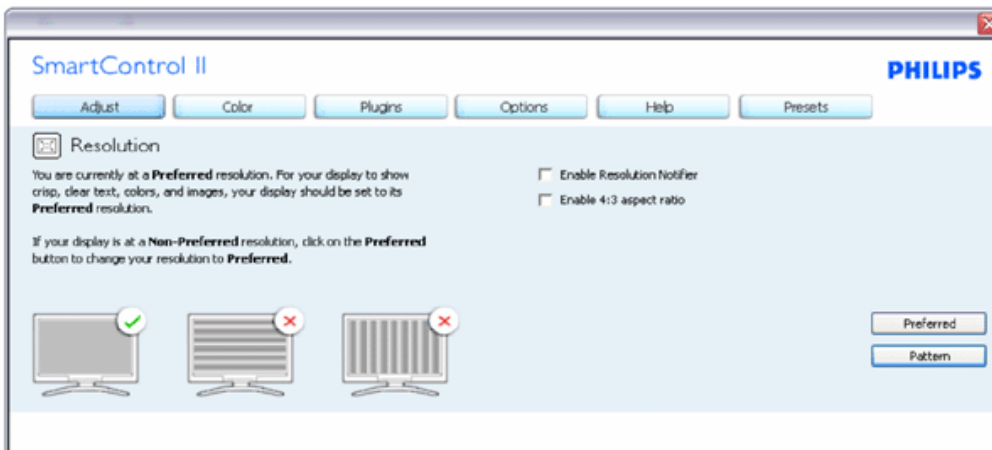 SmartControl II
PHILIPS
Adjust
Color
Plugins
Options
Help
Presets
Resolution
You are currently at a Preferred resolution. For your display to show
crisp, clear text, colors, and images, your display should be set to its
Preferred resolution.
If your display is at a Non-Preferred resolution, click on the Preferred
button to change your resolution to Preferred.
Enable Resolution Notifier
Enable 4:3 aspect ratio
Preferred
Pattern